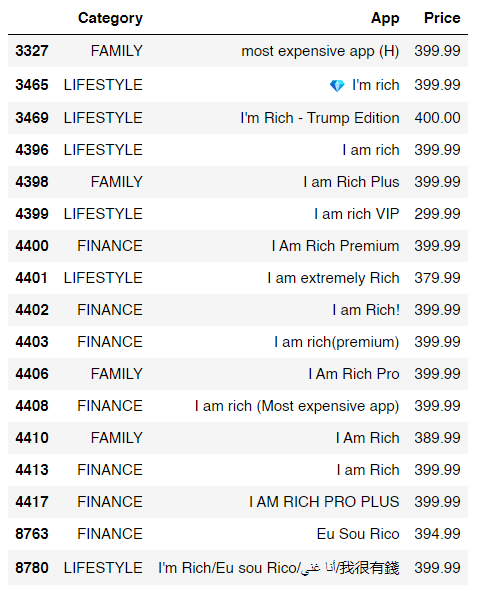 Category App Price
3327 FAMILY most expensive app (H) 399.99
3465 LIFESTYLE 💎 I'm rich 399.99
3469 LIFESTYLE I'm Rich - Trump Edition 400.00
4396 LIFESTYLE I am rich 399.99
4398 FAMILY I am Rich Plus 399.99
4399 LIFESTYLE I am rich VIP 299.99
4400 FINANCE I Am Rich Premium 399.99
4401 LIFESTYLE I am extremely Rich 379.99
4402 FINANCE I am Rich! 399.99
4403 FINANCE I am rich(premium) 399.99
4406 FAMILY I Am Rich Pro 399.99
4408 FINANCE I am rich (Most expensive app) 399.99
4410 FAMILY I Am Rich 389.99
4413 FINANCE I am Rich 399.99
4417 FINANCE I AM RICH PRO PLUS 399.99
8763 FINANCE Eu Sou Rico 394.99
8780 LIFESTYLE I'm Rich/Eu sou Rico/أنا غني/我很有錢 399.99